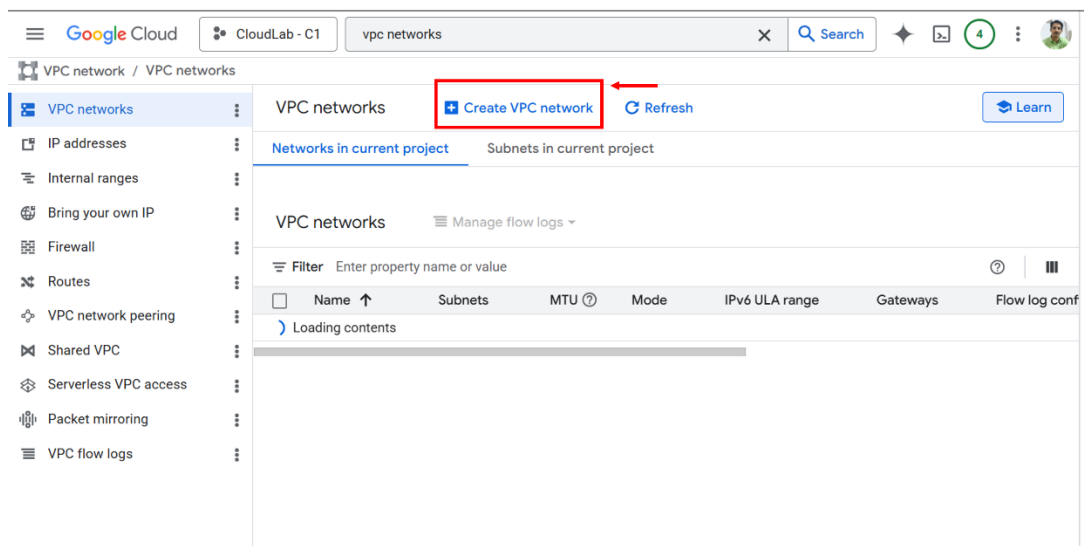 Google Cloud
CloudLab - C1
vpc networks
Search
4
VPC network / VPC networks
VPC networks
IP addresses
Internal ranges
Bring your own IP
Firewall
Routes
VPC network peering
Shared VPC
Serverless VPC access
Packet mirroring
VPC flow logs
VPC networks
Create VPC network
Refresh
Learn
Networks in current project
Subnets in current project
VPC networks
Manage flow logs
Filter Enter property name or value
Name Subnets MTU Mode IPv6 ULA range Gateways Flow log conf
Loading contents